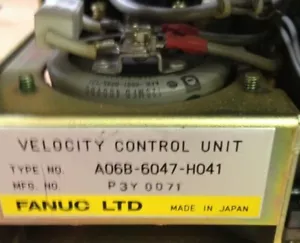 VELOCITY CONTROL UNIT
TYPE NO. A06B-6047-H041
MFG. NO. P3Y0071
FANUC LTD MADE IN JAPAN